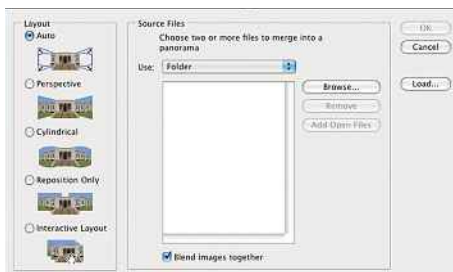 Layout
Auto
Perspective
Cylindrical
Reposition Only
Interactive Layout
Source Files
Choose two or more files to merge into a
panorama
Use: Folder
Browse...
Remove
Add Open Files
Blend images together
OK
Cancel
Load...